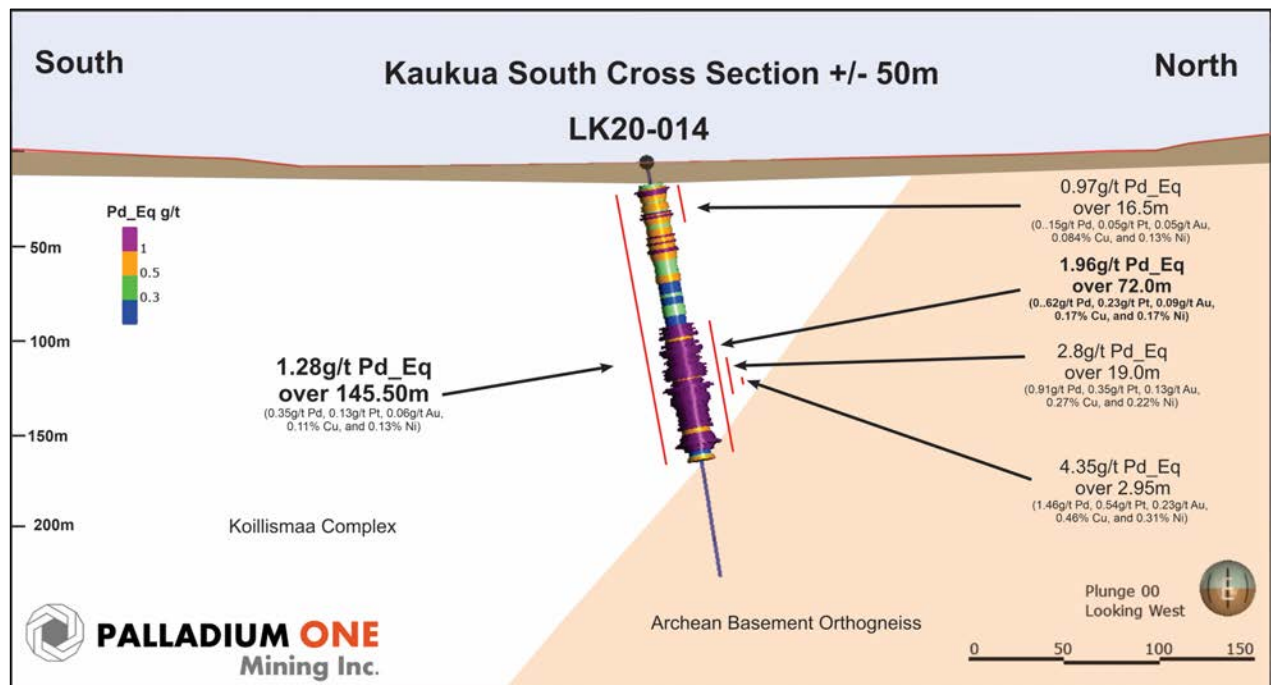 South
Kaukua South Cross Section +/- 50m
North
LK20-014
Pd_Eq g/t
1
0.5
0.3
50m
100m
150m
200m
1.28g/t Pd_Eq
over 145.50m
(0.35g/t Pd, 0.13g/t Pt, 0.06g/t Au,
0.11% Cu, and 0.13% Ni)
0.97g/t Pd_Eq
over 16.5m
(0..15g/t Pd, 0.05g/t Pt, 0.05g/t Au,
0.084% Cu, and 0.13% Ni)
1.96g/t Pd_Eq
over 72.0m
(0..62g/t Pd, 0.23g/t Pt, 0.09g/t Au,
0.17% Cu, and 0.17% Ni)
2.8g/t Pd_Eq
over 19.0m
(0.91g/t Pd, 0.35g/t Pt, 0.13g/t Au,
0.27% Cu, and 0.22% Ni)
4.35g/t Pd_Eq
over 2.95m
(1.46g/t Pd, 0.54g/t Pt, 0.23g/t Au,
0.46% Cu, and 0.31% Ni)
Koillismaa Complex
Archean Basement Orthogneiss
Plunge 00
Looking West
E
0 50 100 150
PALLADIUM ONE
Mining Inc.